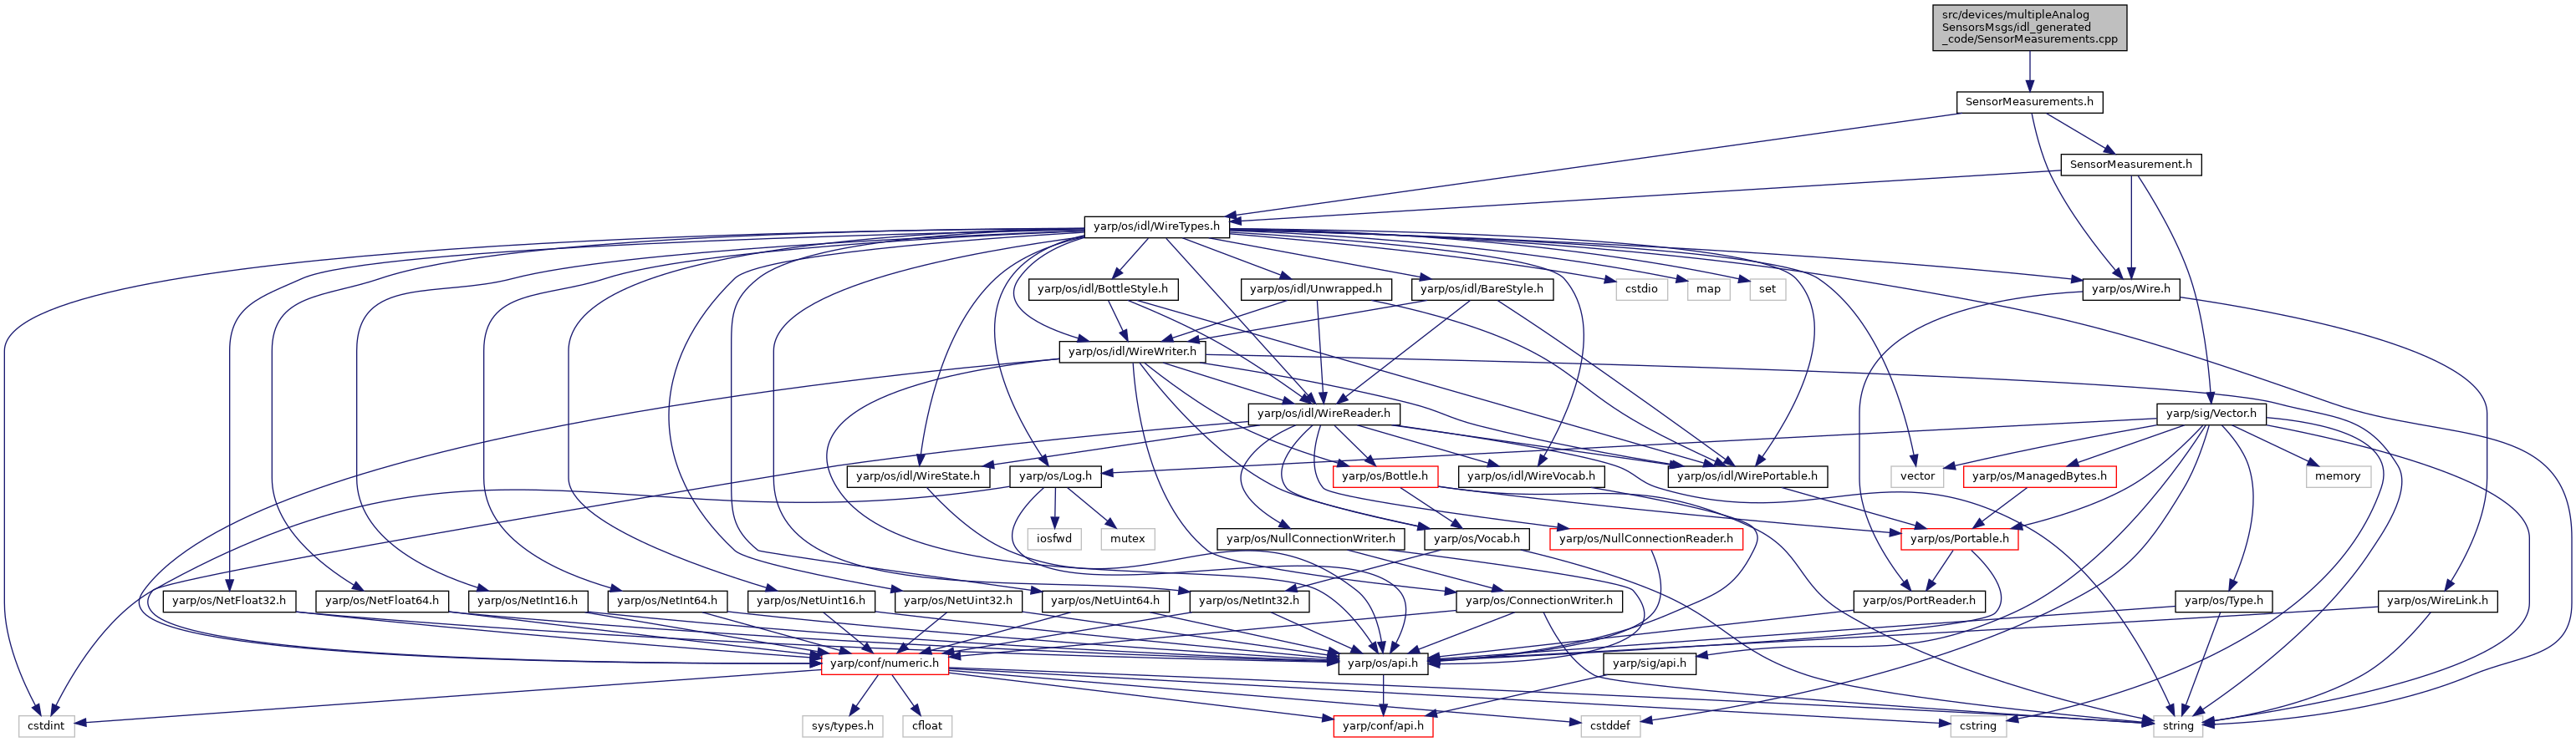 src/devices/multipleAnalog
SensorsMsgs/idl_generated
_code/SensorMeasurements.cpp
SensorMeasurements.h
SensorMeasurement.h
yarp/os/idl/WireTypes.h
yarp/os/idl/BottleStyle.h
yarp/os/idl/Unwrapped.h
yarp/os/idl/BareStyle.h
cstdio
map
set
yarp/os/Wire.h
yarp/os/idl/WireWriter.h
yarp/os/idl/WireReader.h
yarp/sig/Vector.h
yarp/os/idl/WireState.h
yarp/os/Log.h
yarp/os/Bottle.h
yarp/os/idl/WireVocab.h
yarp/os/idl/WirePortable.h
vector
yarp/os/ManagedBytes.h
memory
iosfwd
mutex
yarp/os/NullConnectionWriter.h
yarp/os/Vocab.h
yarp/os/NullConnectionReader.h
yarp/os/Portable.h
yarp/os/NetFloat32.h
yarp/os/NetFloat64.h
yarp/os/NetInt16.h
yarp/os/NetInt64.h
yarp/os/NetUint16.h
yarp/os/NetUint32.h
yarp/os/NetUint64.h
yarp/os/NetInt32.h
yarp/os/ConnectionWriter.h
yarp/os/PortReader.h
yarp/os/Type.h
yarp/os/WireLink.h
yarp/conf/numeric.h
yarp/os/api.h
yarp/sig/api.h
cstdint
sys/types.h
cfloat
yarp/conf/api.h
cstddef
cstring
string